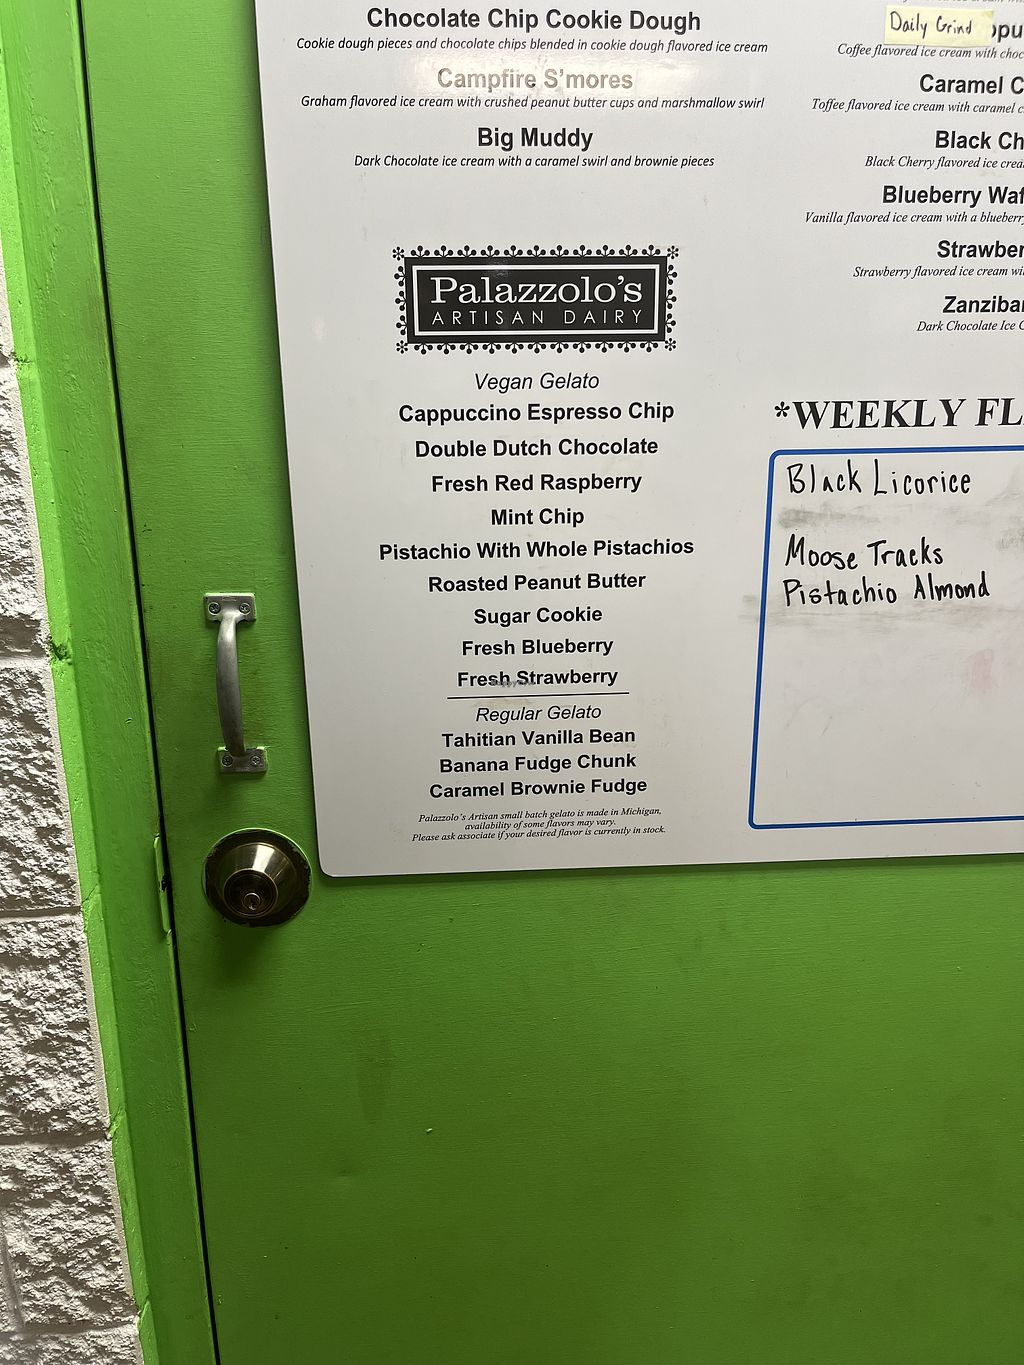 Chocolate Chip Cookie Dough
Cookie dough pieces and chocolate chips blended in cookie dough flavored ice cream
Campfire S'mores
Graham flavored ice cream with crushed peanut butter cups and marshmallow swirl
Big Muddy
Dark Chocolate ice cream with a caramel swirl and brownie pieces
Palazzolo's
ARTISAN DAIRY
Vegan Gelato
Cappuccino Espresso Chip
Double Dutch Chocolate
Fresh Red Raspberry
Mint Chip
Pistachio With Whole Pistachios
Roasted Peanut Butter
Sugar Cookie
Fresh Blueberry
Fresh Strawberry
Regular Gelato
Tahitian Vanilla Bean
Banana Fudge Chunk
Caramel Brownie Fudge
Palazzolo's Artisan small batch gelato is made in Michigan,
availability of some flavors may vary.
Please ask associate if your desired flavor is currently in stock.
Daily Grind
Coffee flavored ice cream with
Caramel
Toffee flavored ice cream with caramel
Black
Black Cherry flavored ice
Blueberry
Vanilla flavored ice cream with a
Strawberry flavored ice cream
Dark Chocolate Ice
*WEEKLY
Black Licorice
Moose Tracks
Pistachio Almond